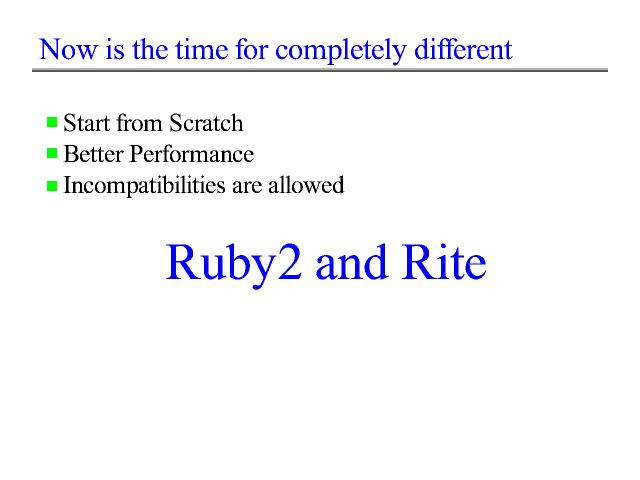 Now is the time for completely different
Start from Scratch
Better Performance
Incompatibilities are allowed
Ruby2 and Rite